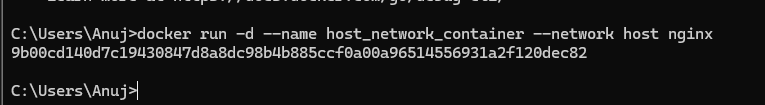 C:\Users\Anuj>docker run -d --name host_network_container --network host nginx
9b00cd140d7c19430847d8a8dc98b4b885ccf0a00a96514556931a2f120dec82
C:\Users\Anuj>